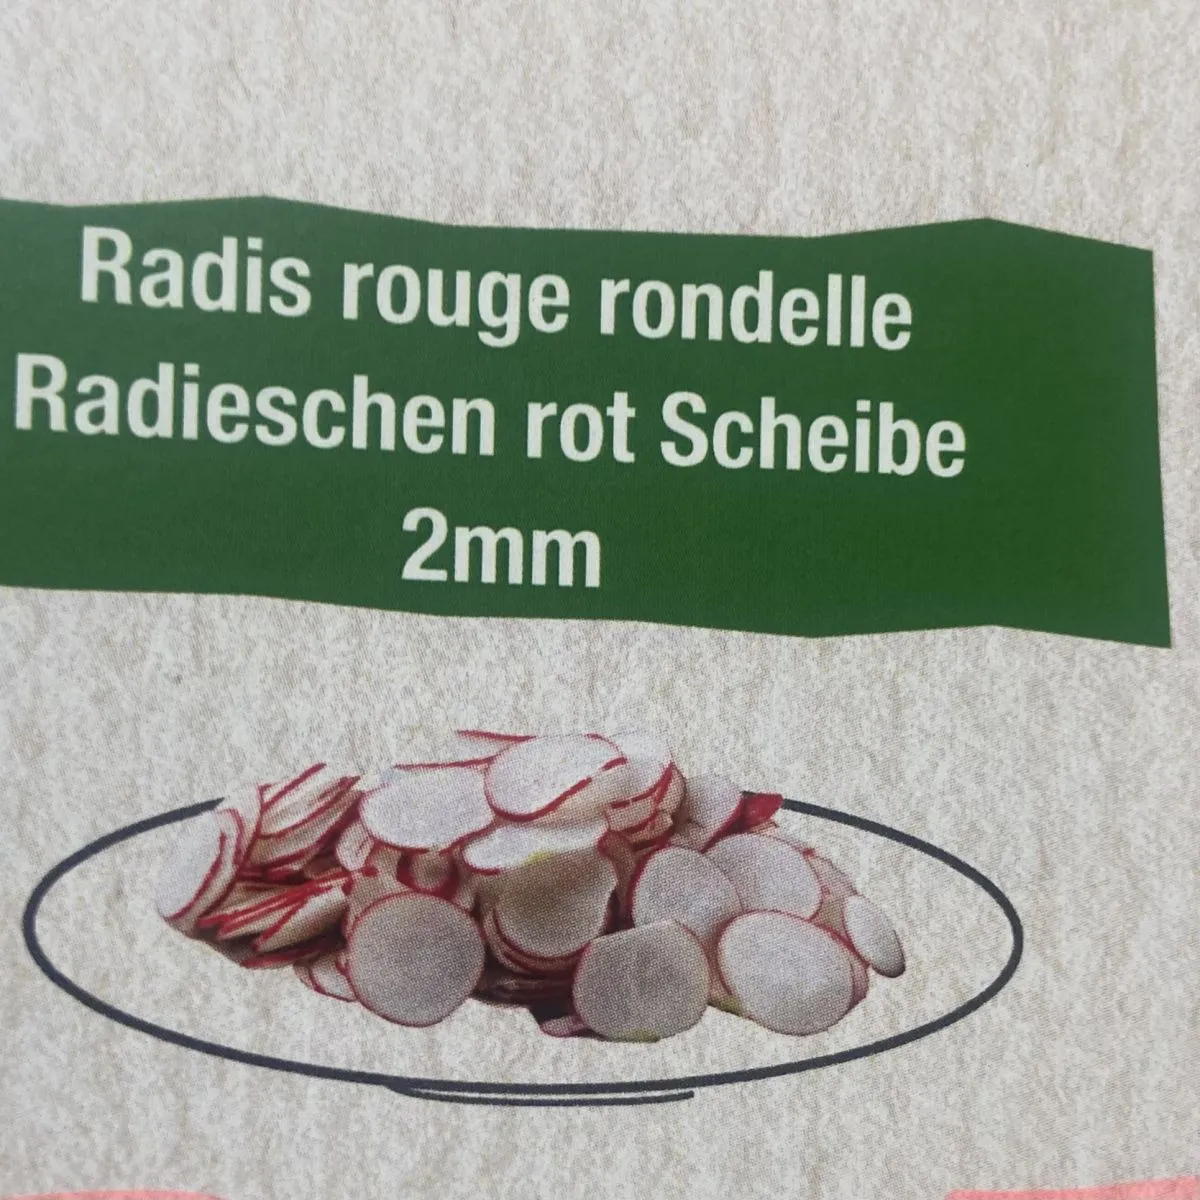 Radis rouge rondelle
Radieschen rot Scheibe
2mm